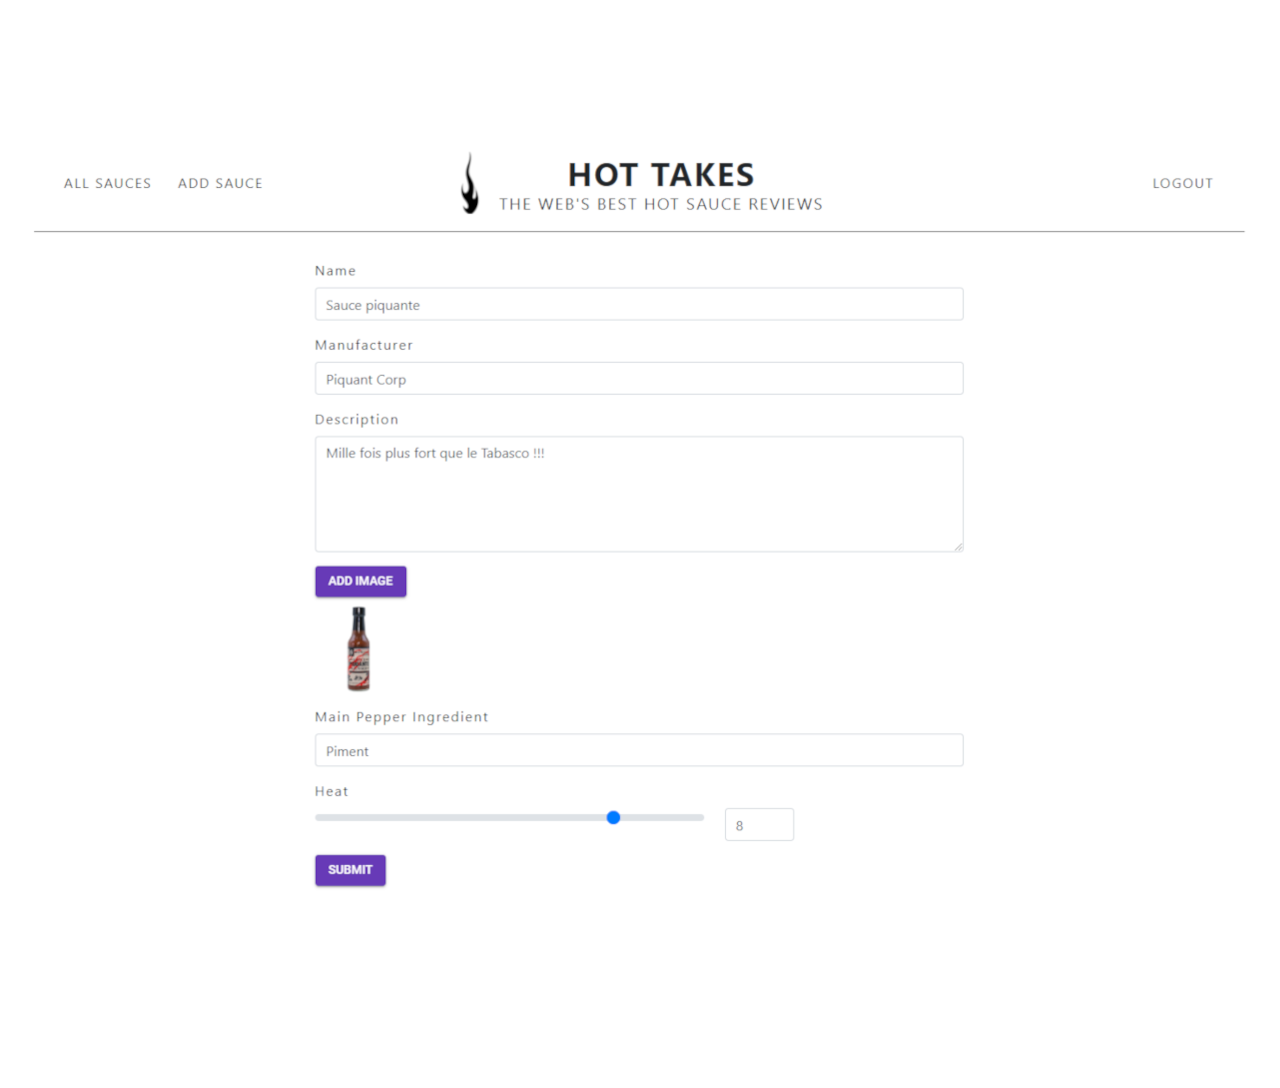 ALL SAUCES
ADD SAUCE
HOT TAKES
THE WEB'S BEST HOT SAUCE REVIEWS
LOGOUT
Name
Sauce piquante
Manufacturer
Piquant Corp
Description
Mille fois plus fort que le Tabasco !!!
ADD IMAGE
Main Pepper Ingredient
Piment
Heat
8
SUBMIT